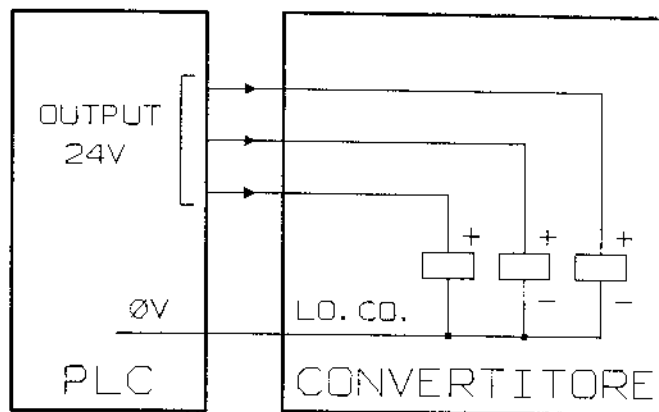 OUTPUT
24V
+
+
+
-
-
ØV
LO. CO.
PLC
CONVERTITORE